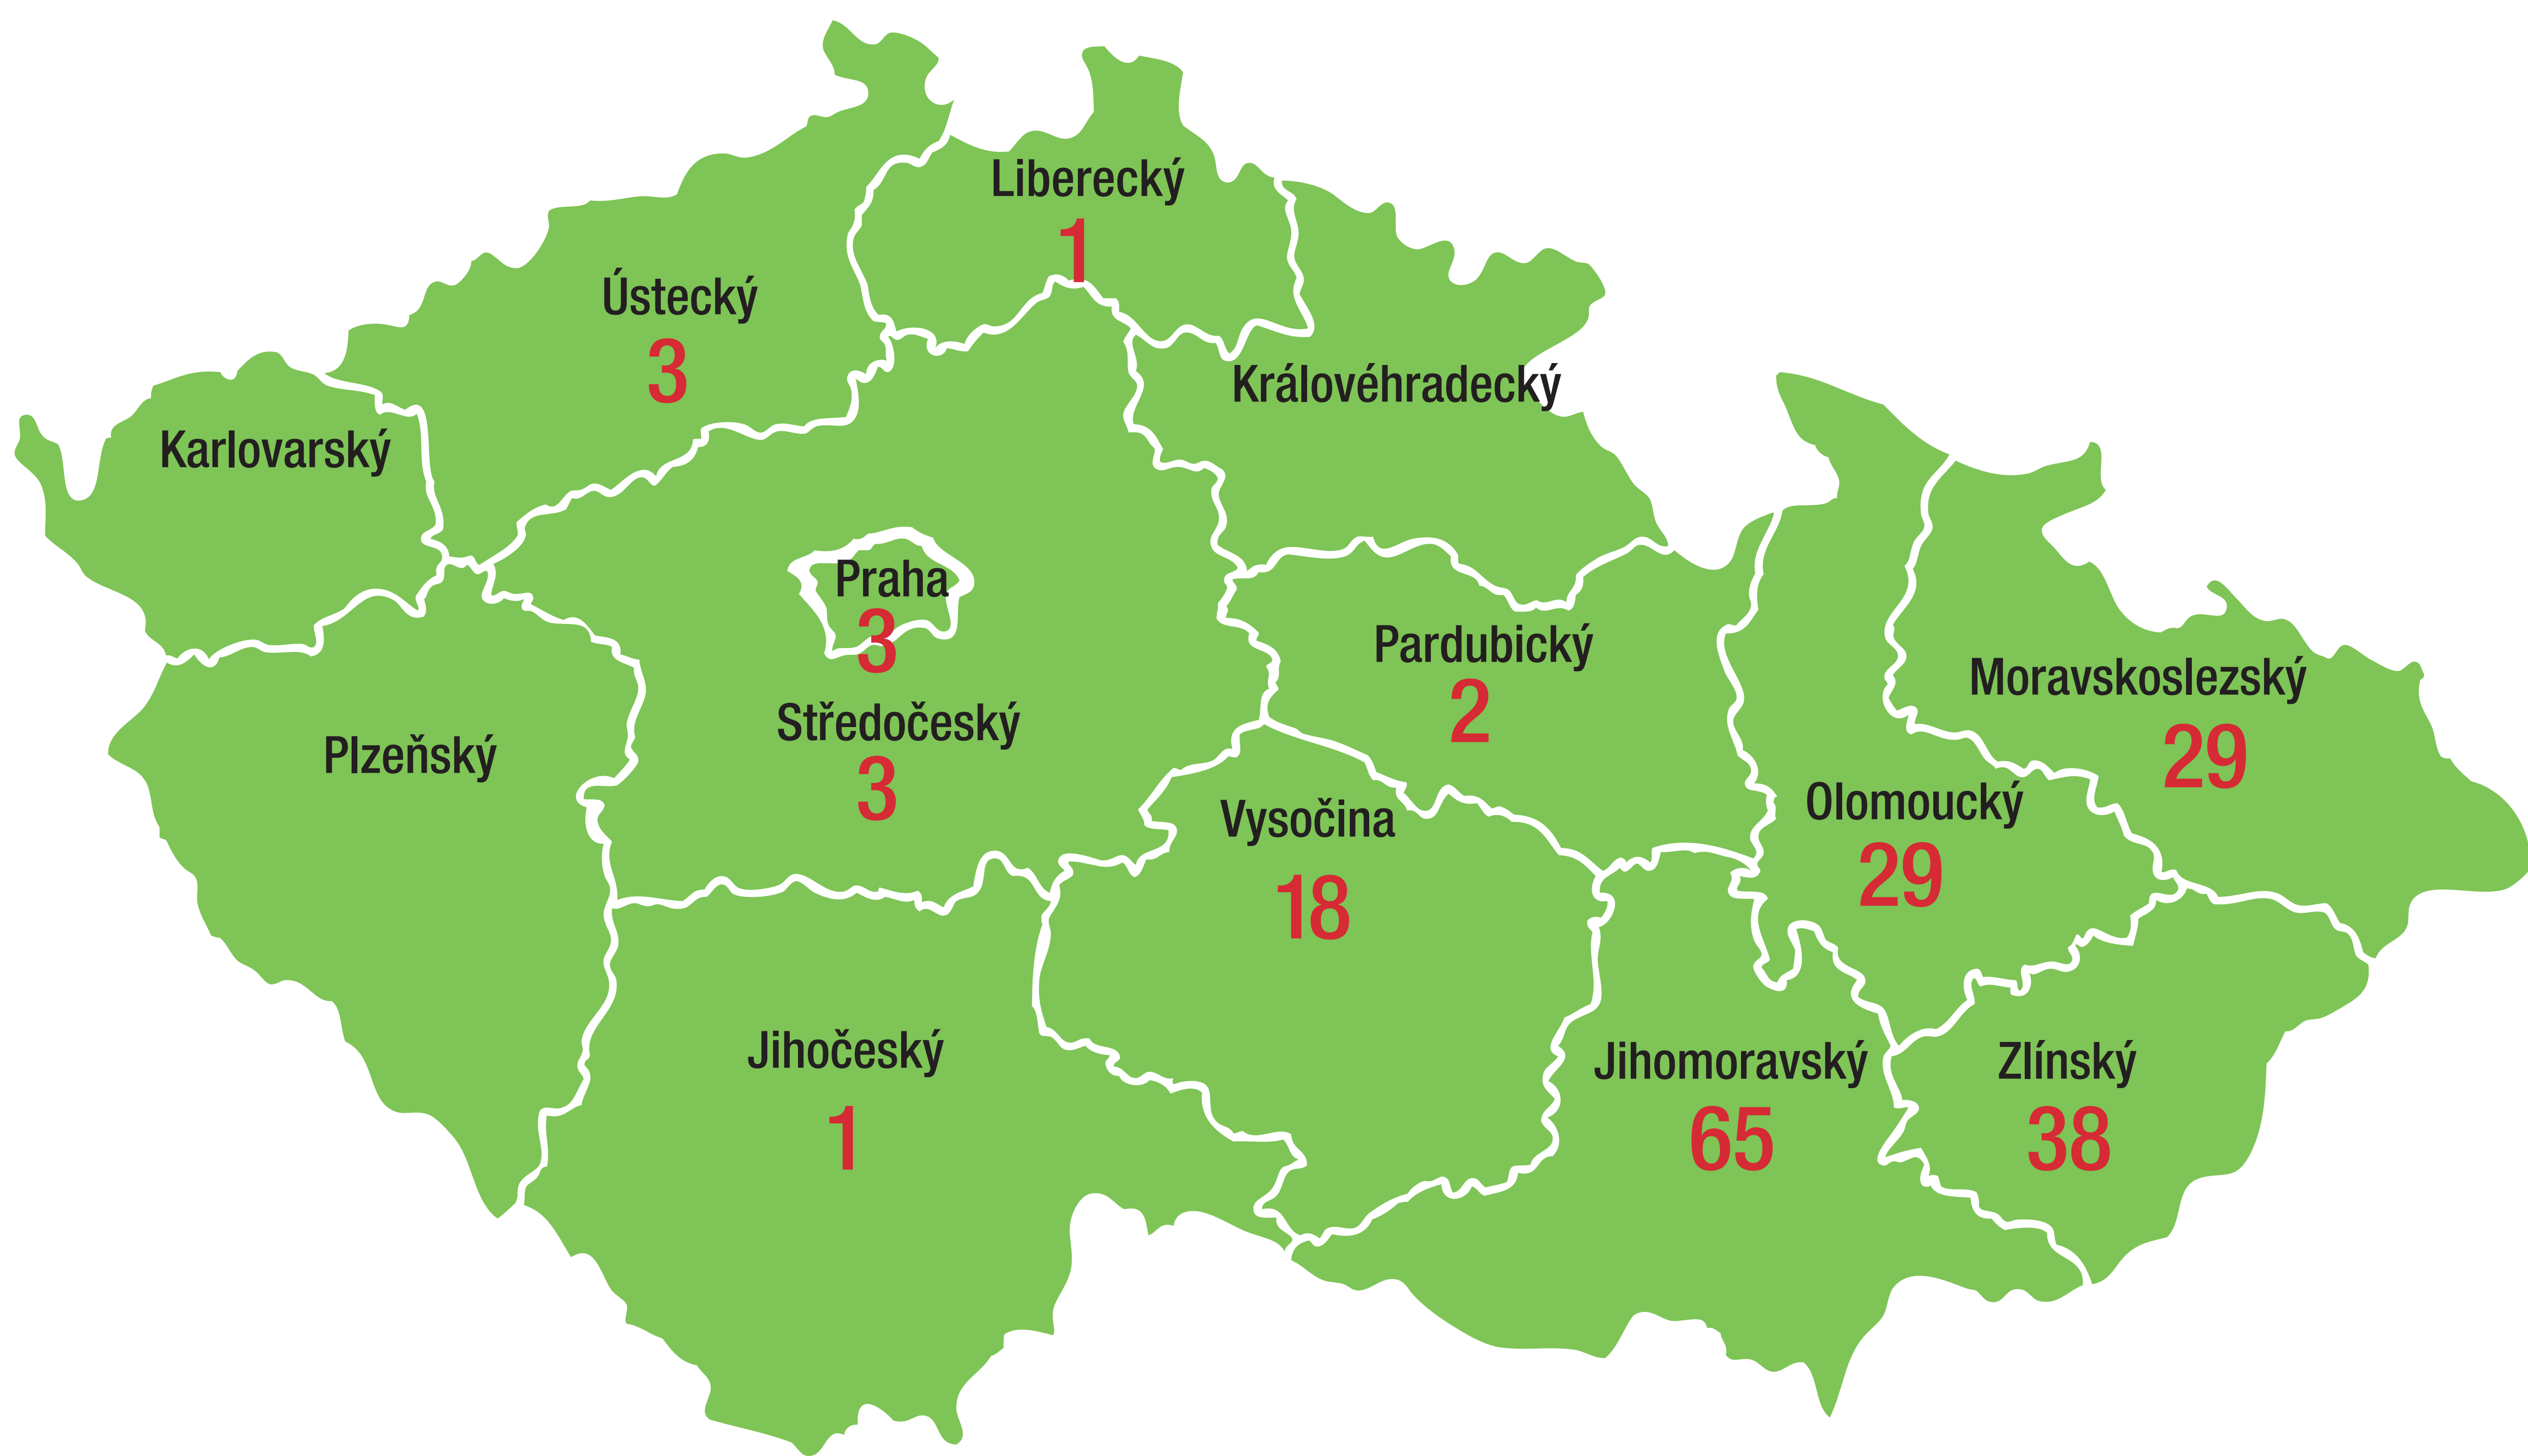 Liberecký
1
Ústecký
3
Královéhradecký
Karlovarský
Praha
3
Pardubický
2
Moravskoslezský
29
Středočeský
3
Plzeňský
Vysočina
18
Olomoucký
29
Jihočeský
1
Jihomoravský
65
Zlínský
38